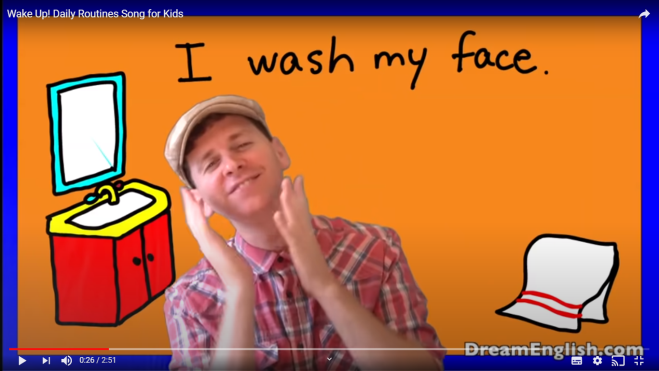 Wake Up! Daily Routines Song for Kids
I wash my face.
DreamEnglish.com
0:26 / 2:51